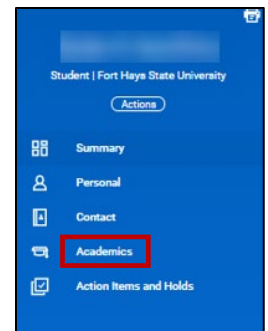 Student | Fort Hays State University
Actions
Summary
Personal
Contact
Academics
Action Items and Holds